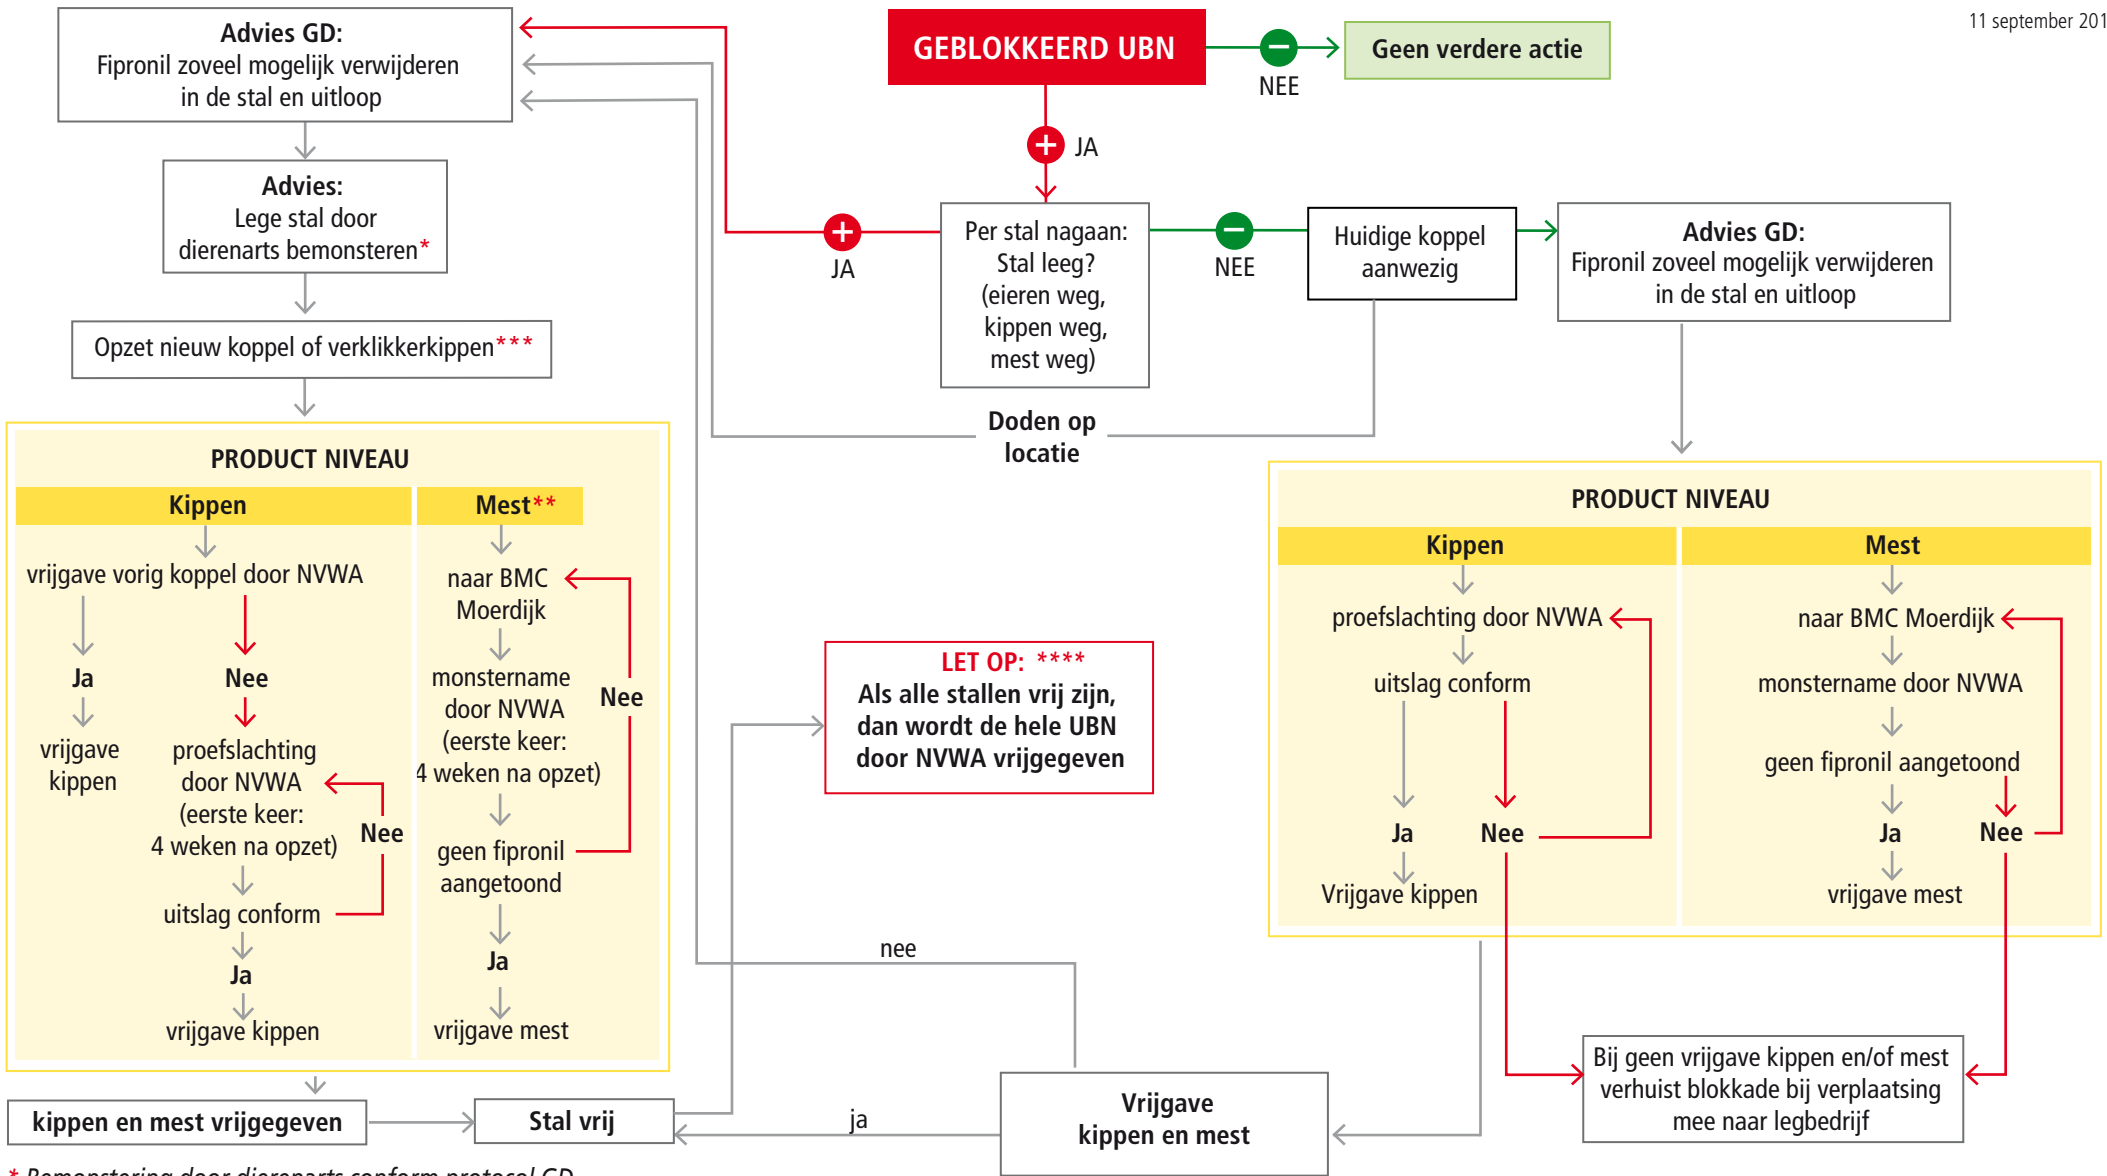 11 september 201
GEBLOKKEERD UBN
NEE
Geen verdere actie
JA
Per stal nagaan:
Stal leeg?
(eieren weg,
kippen weg,
mest weg)
JA
NEE
Huidige koppel
aanwezig
Doden op
locatie
Advies GD:
Fipronil zoveel mogelijk verwijderen
in de stal en uitloop
Advies:
Lege stal door
dierenarts bemonsteren*
Opzet nieuw koppel of verklikkerkippen***
PRODUCT NIVEAU
Kippen
vrijgave vorig koppel door NVWA
Ja
vrijgave
kippen
Nee
proefslachting
door NVWA
(eerste keer:
4 weken na opzet)
Nee
uitslag conform
Ja
vrijgave kippen
Mest**
naar BMC
Moerdijk
monstername
door NVWA
(eerste keer:
4 weken na opzet)
Nee
geen fipronil
aangetoond
Ja
vrijgave mest
kippen en mest vrijgegeven
Stal vrij
LET OP: ****
Als alle stallen vrij zijn,
dan wordt de hele UBN
door NVWA vrijgegeven
Advies GD:
Fipronil zoveel mogelijk verwijderen
in de stal en uitloop
PRODUCT NIVEAU
Kippen
proefslachting door NVWA
uitslag conform
Ja
Nee
Vrijgave kippen
Mest
naar BMC Moerdijk
monstername door NVWA
geen fipronil aangetoond
Ja
Nee
vrijgave mest
Bij geen vrijgave kippen en/of mest
verhuist blokkade bij verplaatsing
mee naar legbedrijf
Vrijgave
kippen en mest
nee
ja
* Bemonstering door dierenarts conform protocol GD